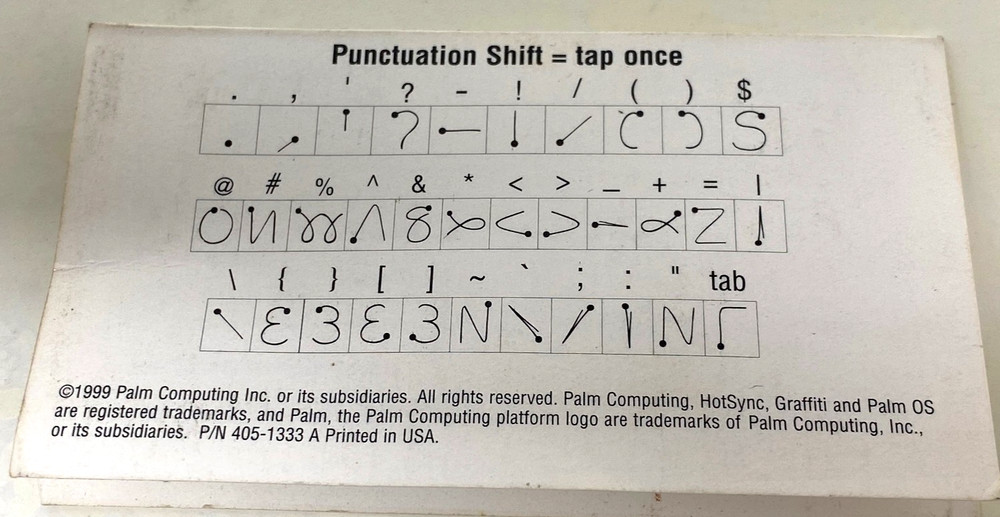 Punctuation Shift = tap once
. , ' ? - ! / ( ) $
@ # % ^ & * < > _ + = |
\ { } [ ] ~ ` ; : " tab
©1999 Palm Computing Inc. or its subsidiaries. All rights reserved. Palm Computing, HotSync, Graffiti and Palm OS
are registered trademarks, and Palm, the Palm Computing platform logo are trademarks of Palm Computing, Inc.,
or its subsidiaries. P/N 405-1333 A Printed in USA.